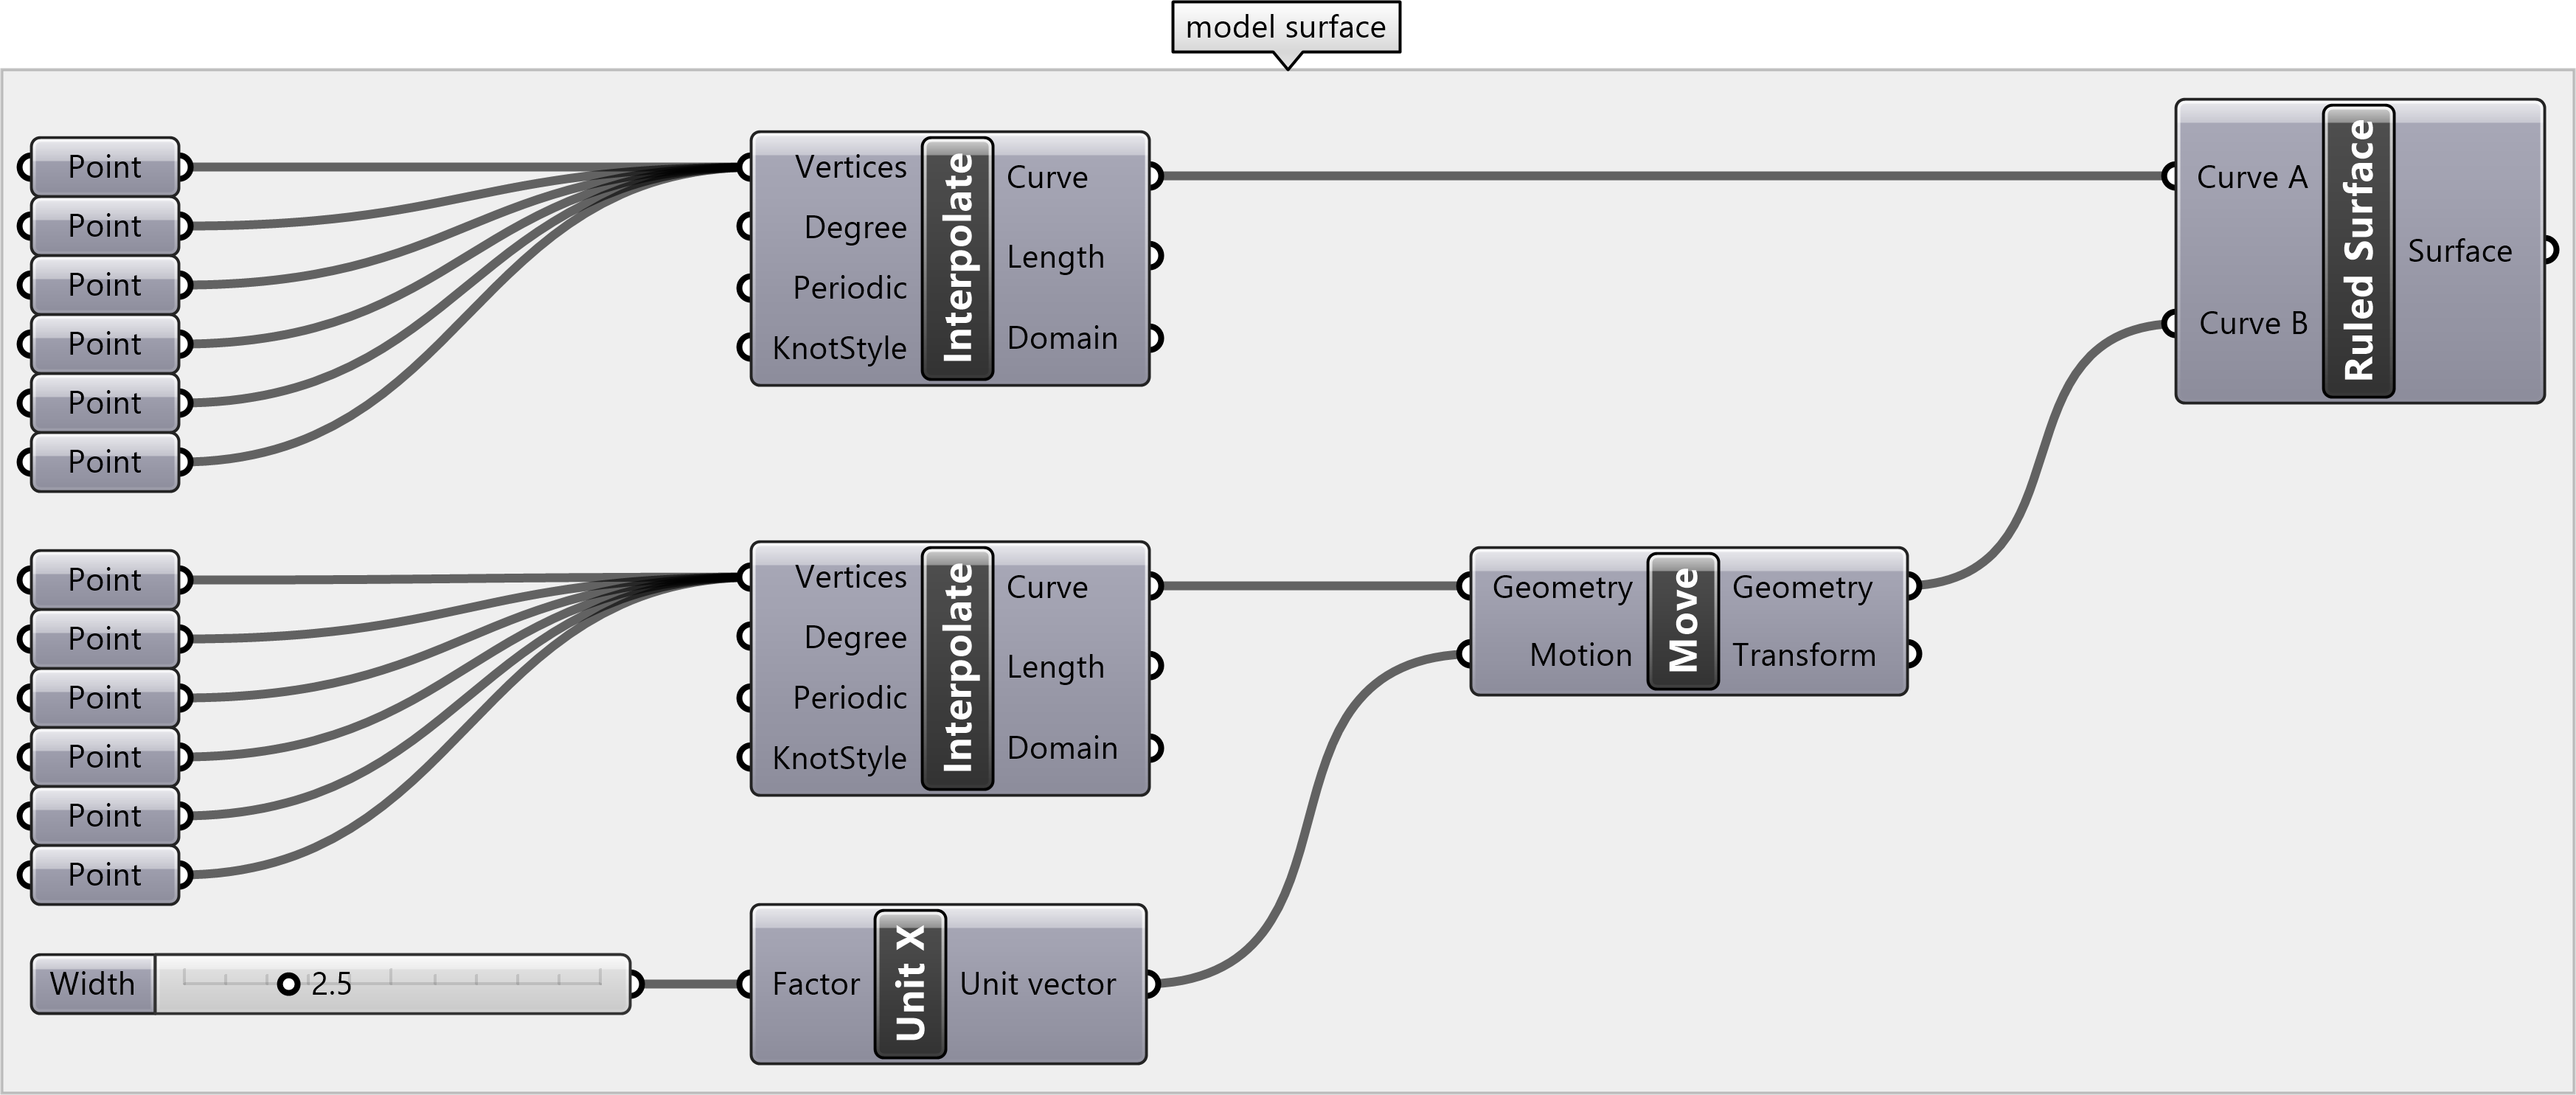 model surface
Point
Point
Point
Point
Point
Point
Vertices
Degree
Periodic
KnotStyle
Interpolate
Curve
Length
Domain
Curve A
Curve B
Ruled Surface
Surface
Point
Point
Point
Point
Point
Point
Vertices
Degree
Periodic
KnotStyle
Interpolate
Curve
Length
Domain
Geometry
Motion
Move
Geometry
Transform
Width
2.5
Factor
Unit X
Unit vector